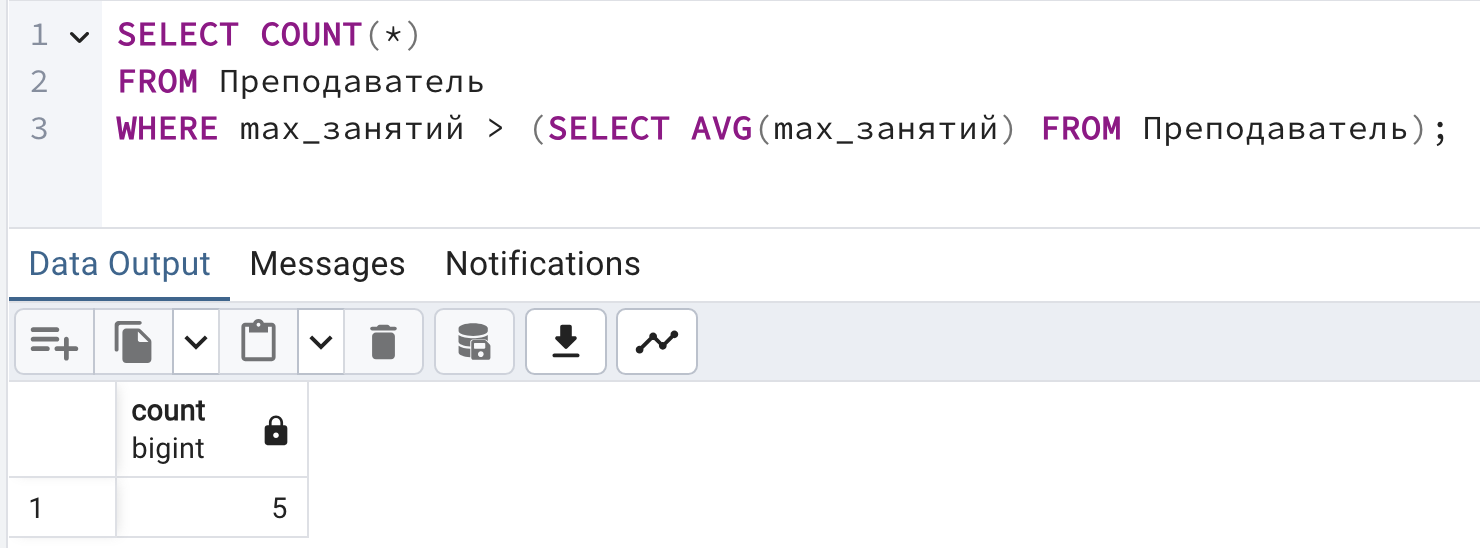 1 SELECT COUNT(*)
2 FROM Преподаватель
3 WHERE max_занятий > (SELECT AVG(max_занятий) FROM Преподаватель);
Data Output Messages Notifications
count
bigint
1 5